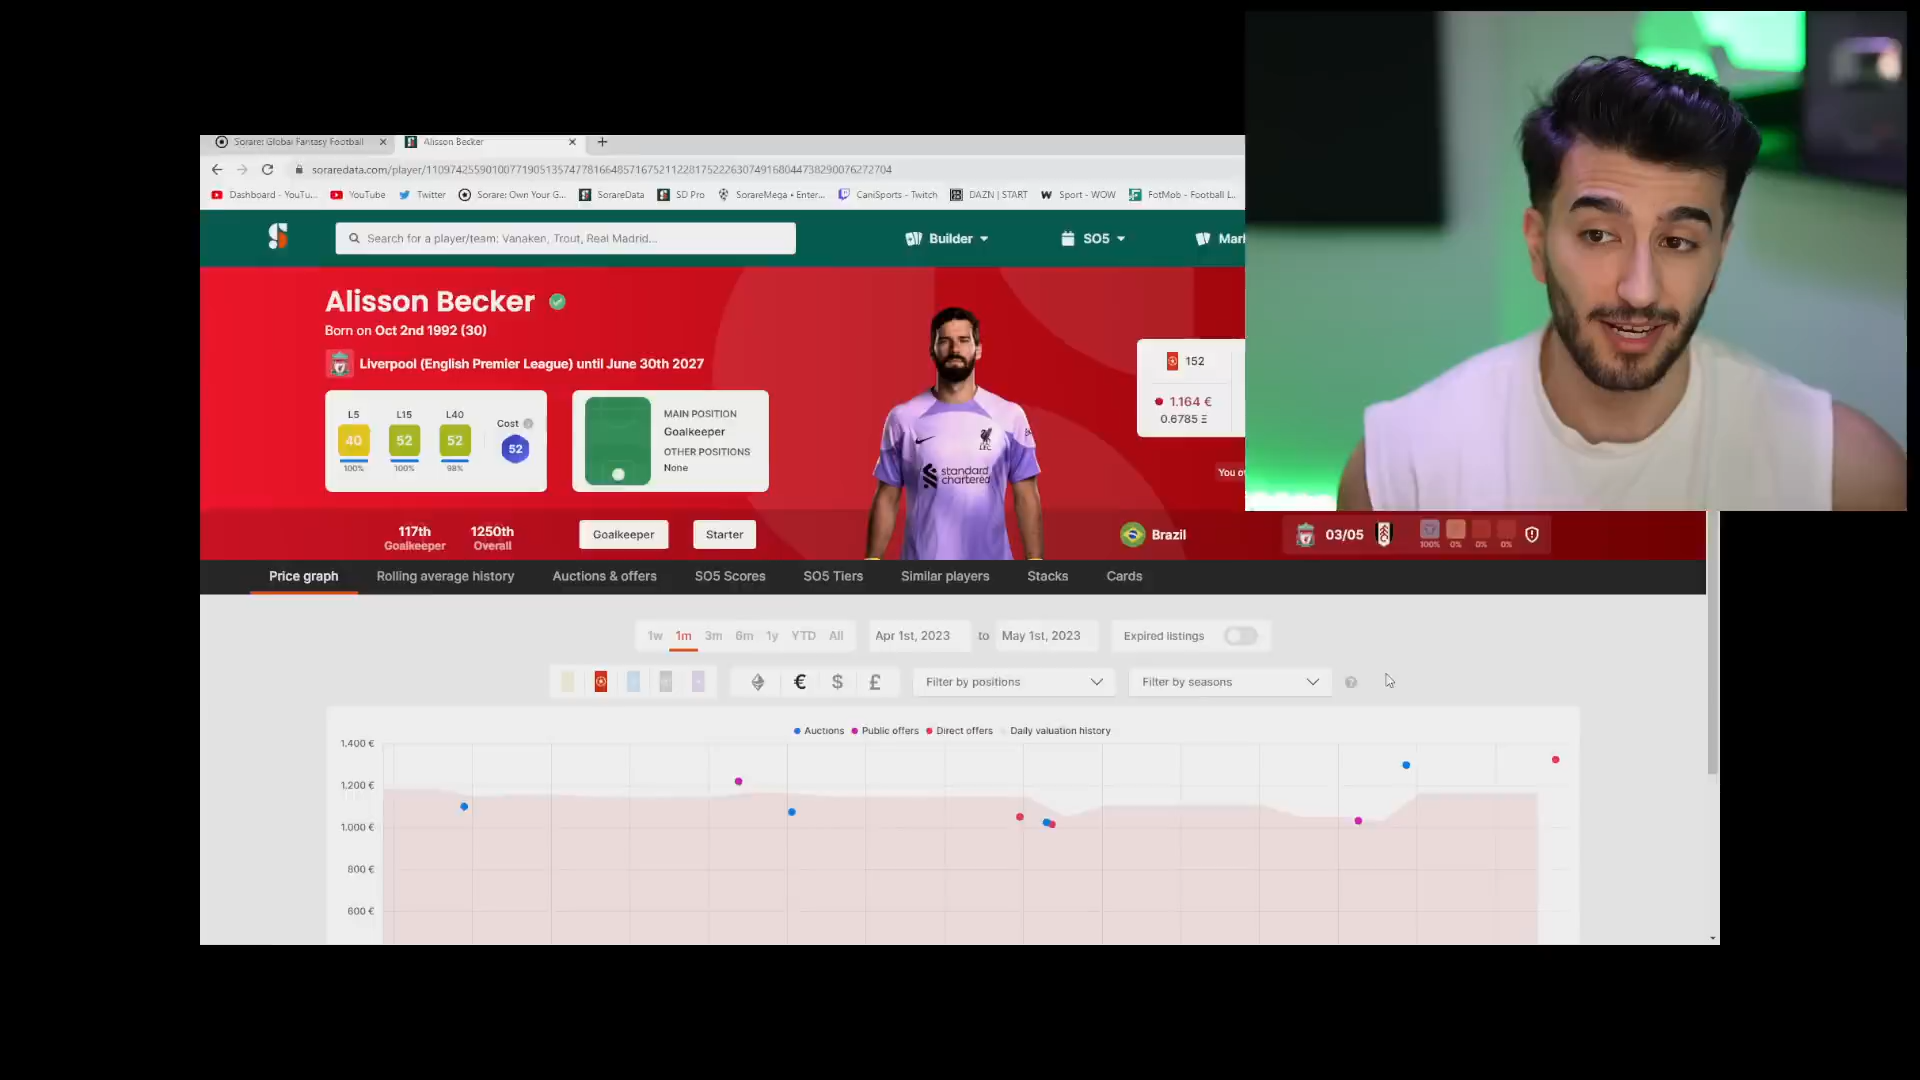 Sorare: Global Fantasy Football
Alisson Becker
soraredata.com/player/110974255901007719051357477816648571675211228175222630749168044738290076272704
Dashboard - YouTu...
YouTube
Twitter
Sorare: Own Your G...
SorareData
SD Pro
SorareMega • Enter...
CaniSports - Twitch
DAZN | START
Sport - WOW
FotMob - Football L...
Search for a player/team: Vanaken, Trout, Real Madrid...
Builder
SO5
Mark
Alisson Becker
Born on Oct 2nd 1992 (30)
Liverpool (English Premier League) until June 30th 2027
L5 L15 L40 Cost
40 52 52 52
100% 100% 98%
MAIN POSITION
Goalkeeper
OTHER POSITIONS
None
standard
chartered
152
1.164 €
0.6785 Ξ
117th
Goalkeeper
1250th
Overall
Goalkeeper
Starter
Brazil
03/05
100% 0% 0% 0%
Price graph
Rolling average history
Auctions & offers
SO5 Scores
SO5 Tiers
Similar players
Stacks
Cards
1w 1m 3m 6m 1y YTD All
Apr 1st, 2023 to May 1st, 2023
Expired listings
€ $ £
Filter by positions
Filter by seasons
Auctions Public offers Direct offers Daily valuation history
1.400 €
1.200 €
1.000 €
800 €
600 €